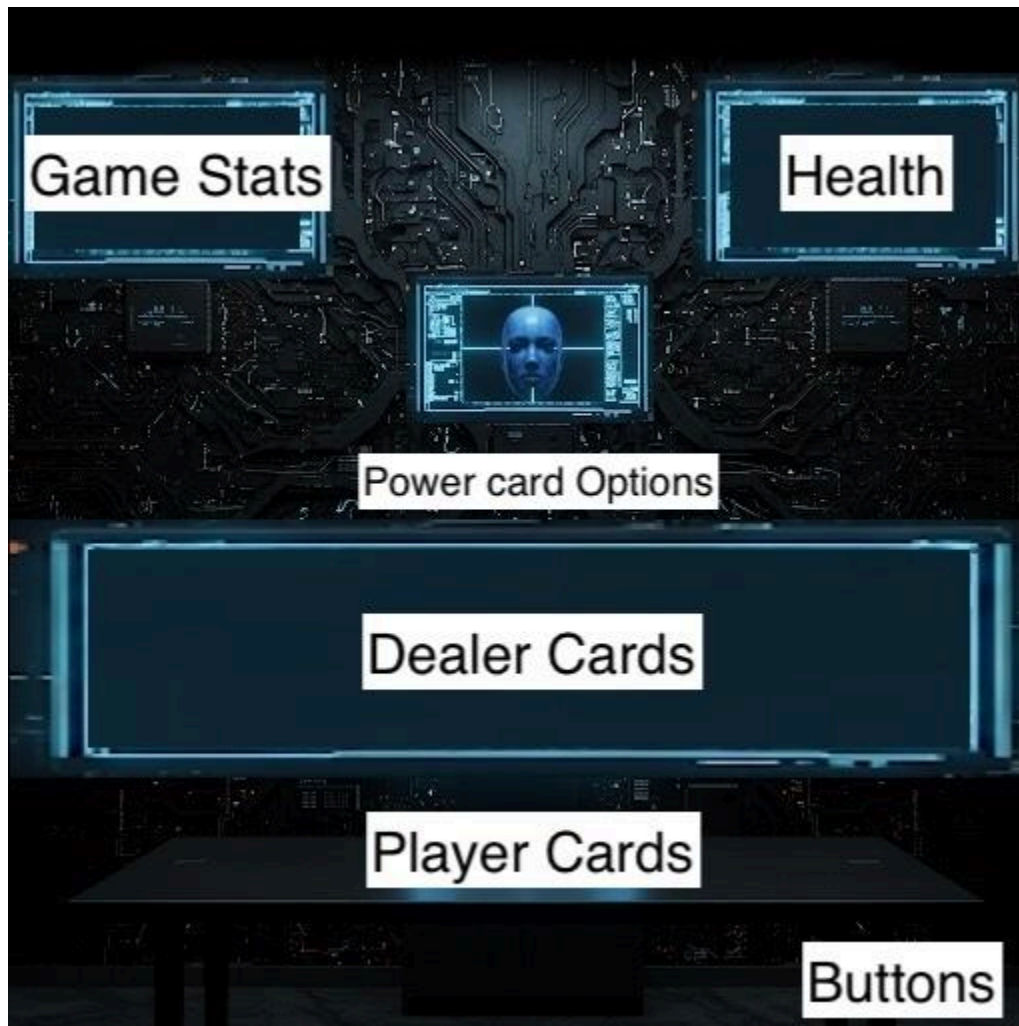 Game Stats
Health
Power card Options
Dealer Cards
Player Cards
Buttons